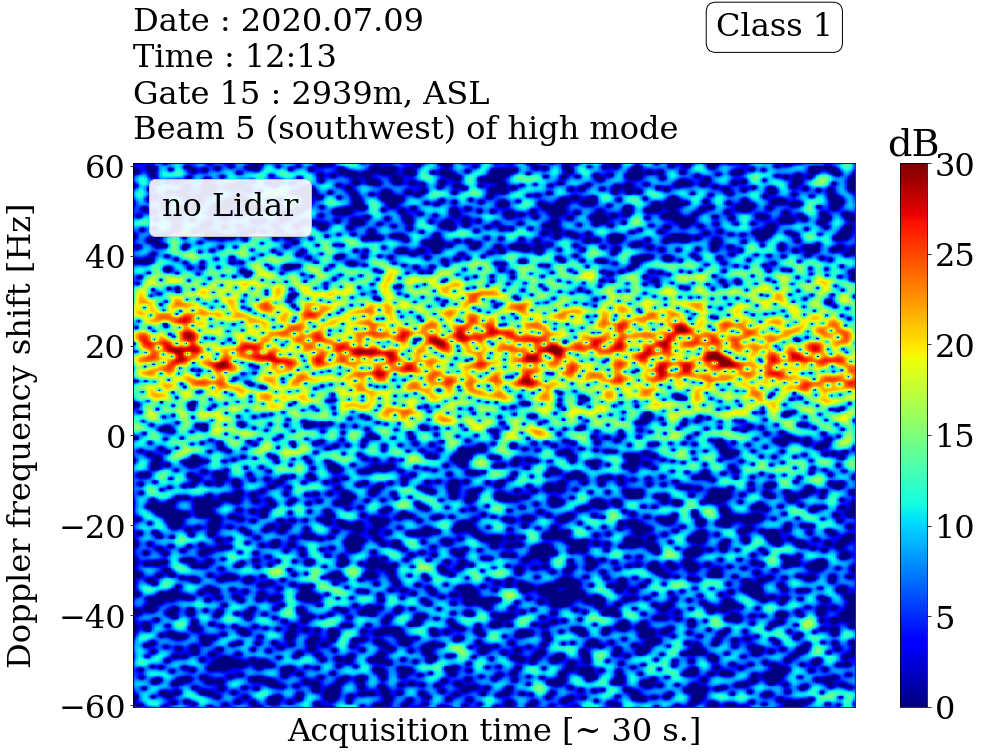 Date : 2020.07.09
Time : 12:13
Gate 15 : 2939m, ASL
Beam 5 (southwest) of high mode
Class 1
dB
no Lidar
Doppler frequency shift [Hz]
60
40
20
0
−20
−40
−60
Acquisition time [~ 30 s.]
30
25
20
15
10
5
0